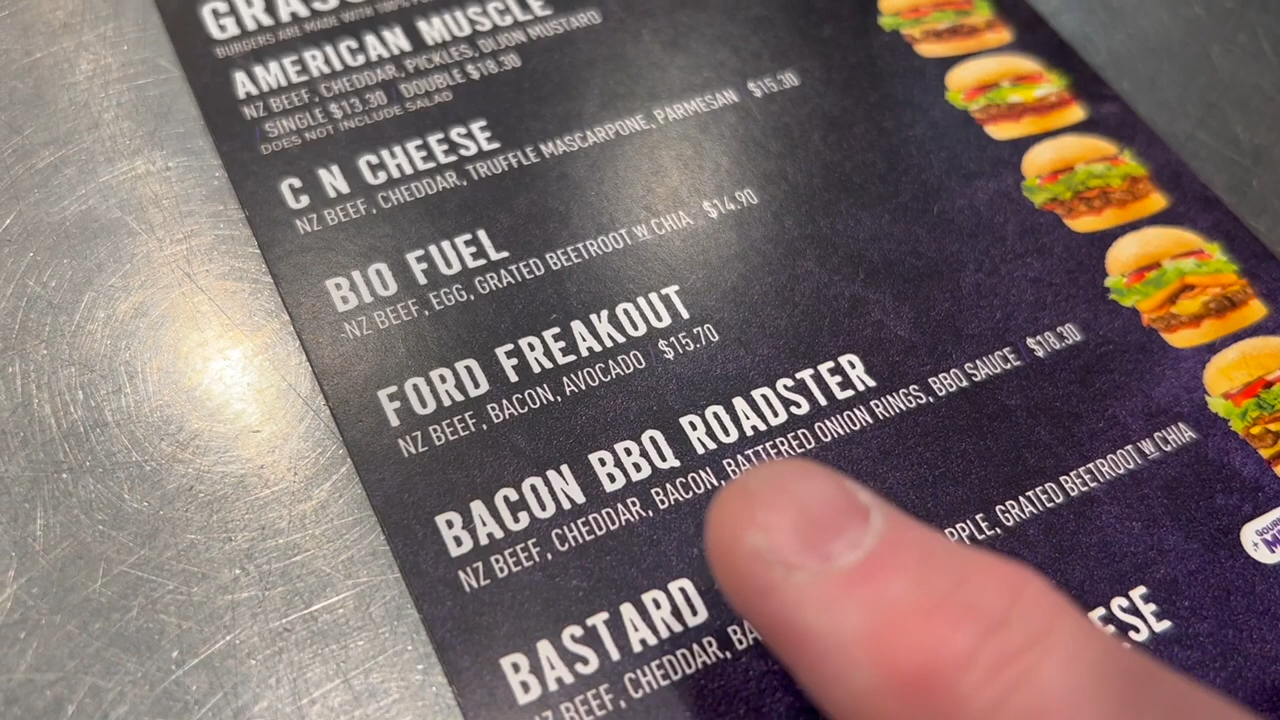 BURGERS ARE MADE WITH 100%
AMERICAN MUSCLE
NZ BEEF, CHEDDAR, PICKLES, DIJON MUSTARD
/ SINGLE $13.30 / DOUBLE $18.30
DOES NOT INCLUDE SALAD
C N CHEESE
NZ BEEF, CHEDDAR, TRUFFLE MASCARPONE, PARMESAN $15.30
BIO FUEL
NZ BEEF, EGG, GRATED BEETROOT W CHIA $14.90
FORD FREAKOUT
NZ BEEF, BACON, AVOCADO $15.70
BACON BBQ ROADSTER
NZ BEEF, CHEDDAR, BACON, BATTERED ONION RINGS, BBQ SAUCE $18.30
BASTARD
NZ BEEF, CHEDDAR, GRATED BEETROOT W CHIA